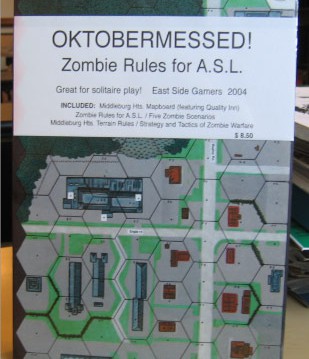 OKTOBERMESSED!
Zombie Rules for A.S.L.
Great for solitaire play! East Side Gamers 2004
INCLUDED: Middleburg Hts. Mapboard (featuring Quality Inn)
Zombie Rules for A.S.L. / Five Zombie Scenarios
Middleburg Hts. Terrain Rules / Strategy and Tactics of Zombie Warfare
$ 8.50